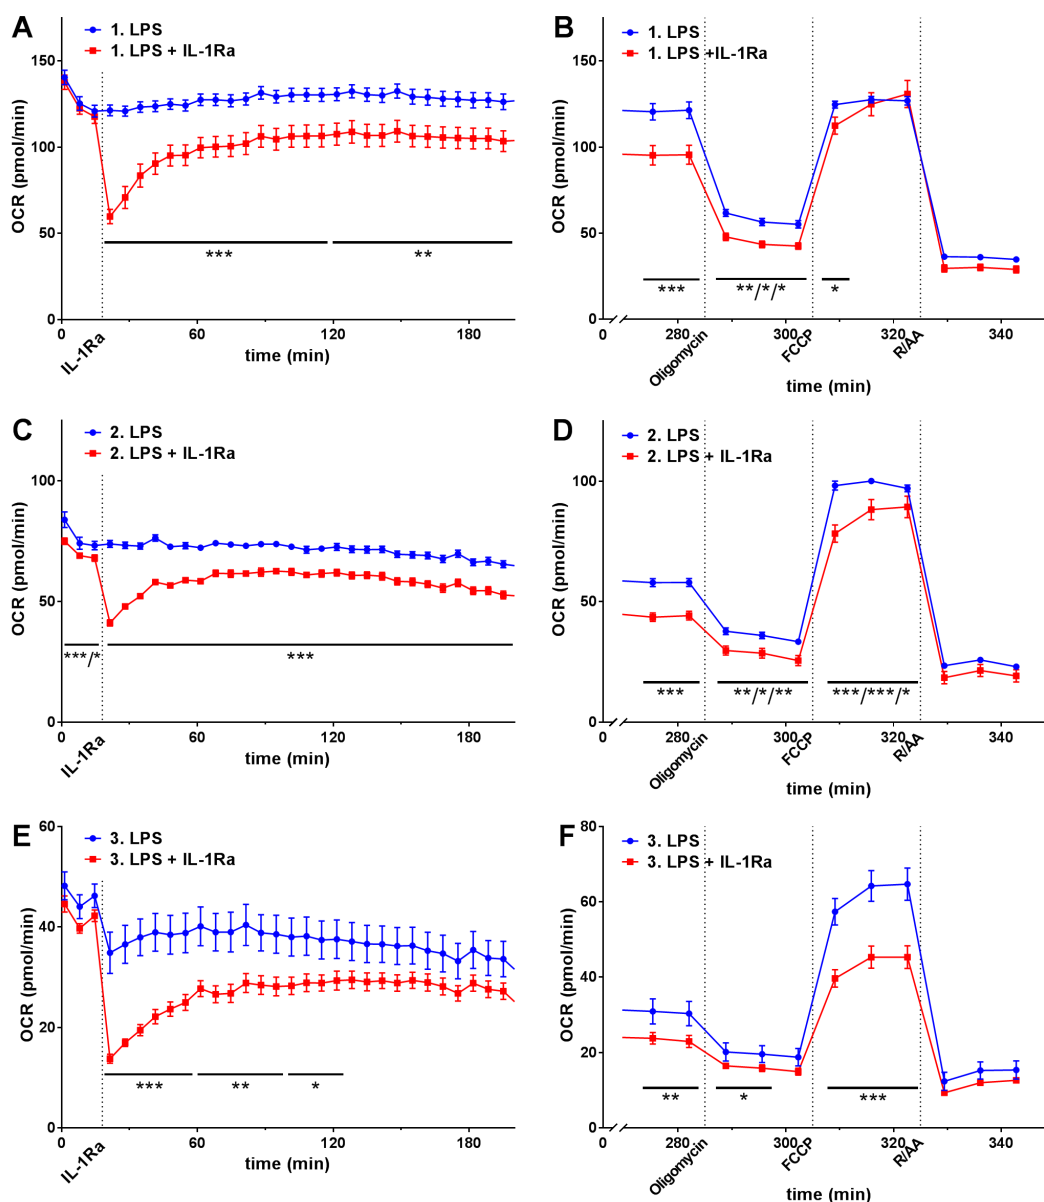 A
1. LPS
1. LPS + IL-1Ra
OCR (pmol/min)
150
100
50
0
***
**
0
60
120
180
IL-1Ra
time (min)
B
1. LPS
1. LPS +IL-1Ra
OCR (pmol/min)
150
100
50
0
***
**/*/*
*
0
280
300
320
340
Oligomycin
FCCP
R/AA
time (min)
C
2. LPS
2. LPS + IL-1Ra
OCR (pmol/min)
100
50
0
***/*
***
0
60
120
180
IL-1Ra
time (min)
D
2. LPS
2. LPS + IL-1Ra
OCR (pmol/min)
100
50
0
***
**/*/**
***/***/*
0
280
300
320
340
Oligomycin
FCCP
R/AA
time (min)
E
3. LPS
3. LPS + IL-1Ra
OCR (pmol/min)
60
40
20
0
***
**
*
0
60
120
180
IL-1Ra
time (min)
F
3. LPS
3. LPS + IL-1Ra
OCR (pmol/min)
80
60
40
20
0
**
*
***
0
280
300
320
340
Oligomycin
FCCP
R/AA
time (min)